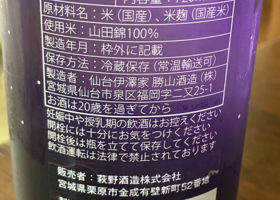 原材料名：米（国産）、米麹（国産米）
使用米：山田錦100%
製造年月：枠外に記載
保存方法：冷蔵保存（常温輸送可）
製造者：仙台伊澤家 勝山酒造（株）
宮城県仙台市泉区福岡字二又25-1
お酒は20歳を過ぎてから
妊娠中や授乳期の飲酒はお控えください
開栓には十分にお気をつけください
開栓後は瓶を立てて保存してください
飲酒運転は法律で禁止されております
販売者：萩野酒造株式会社
宮城県栗原市金成有壁新町52番地